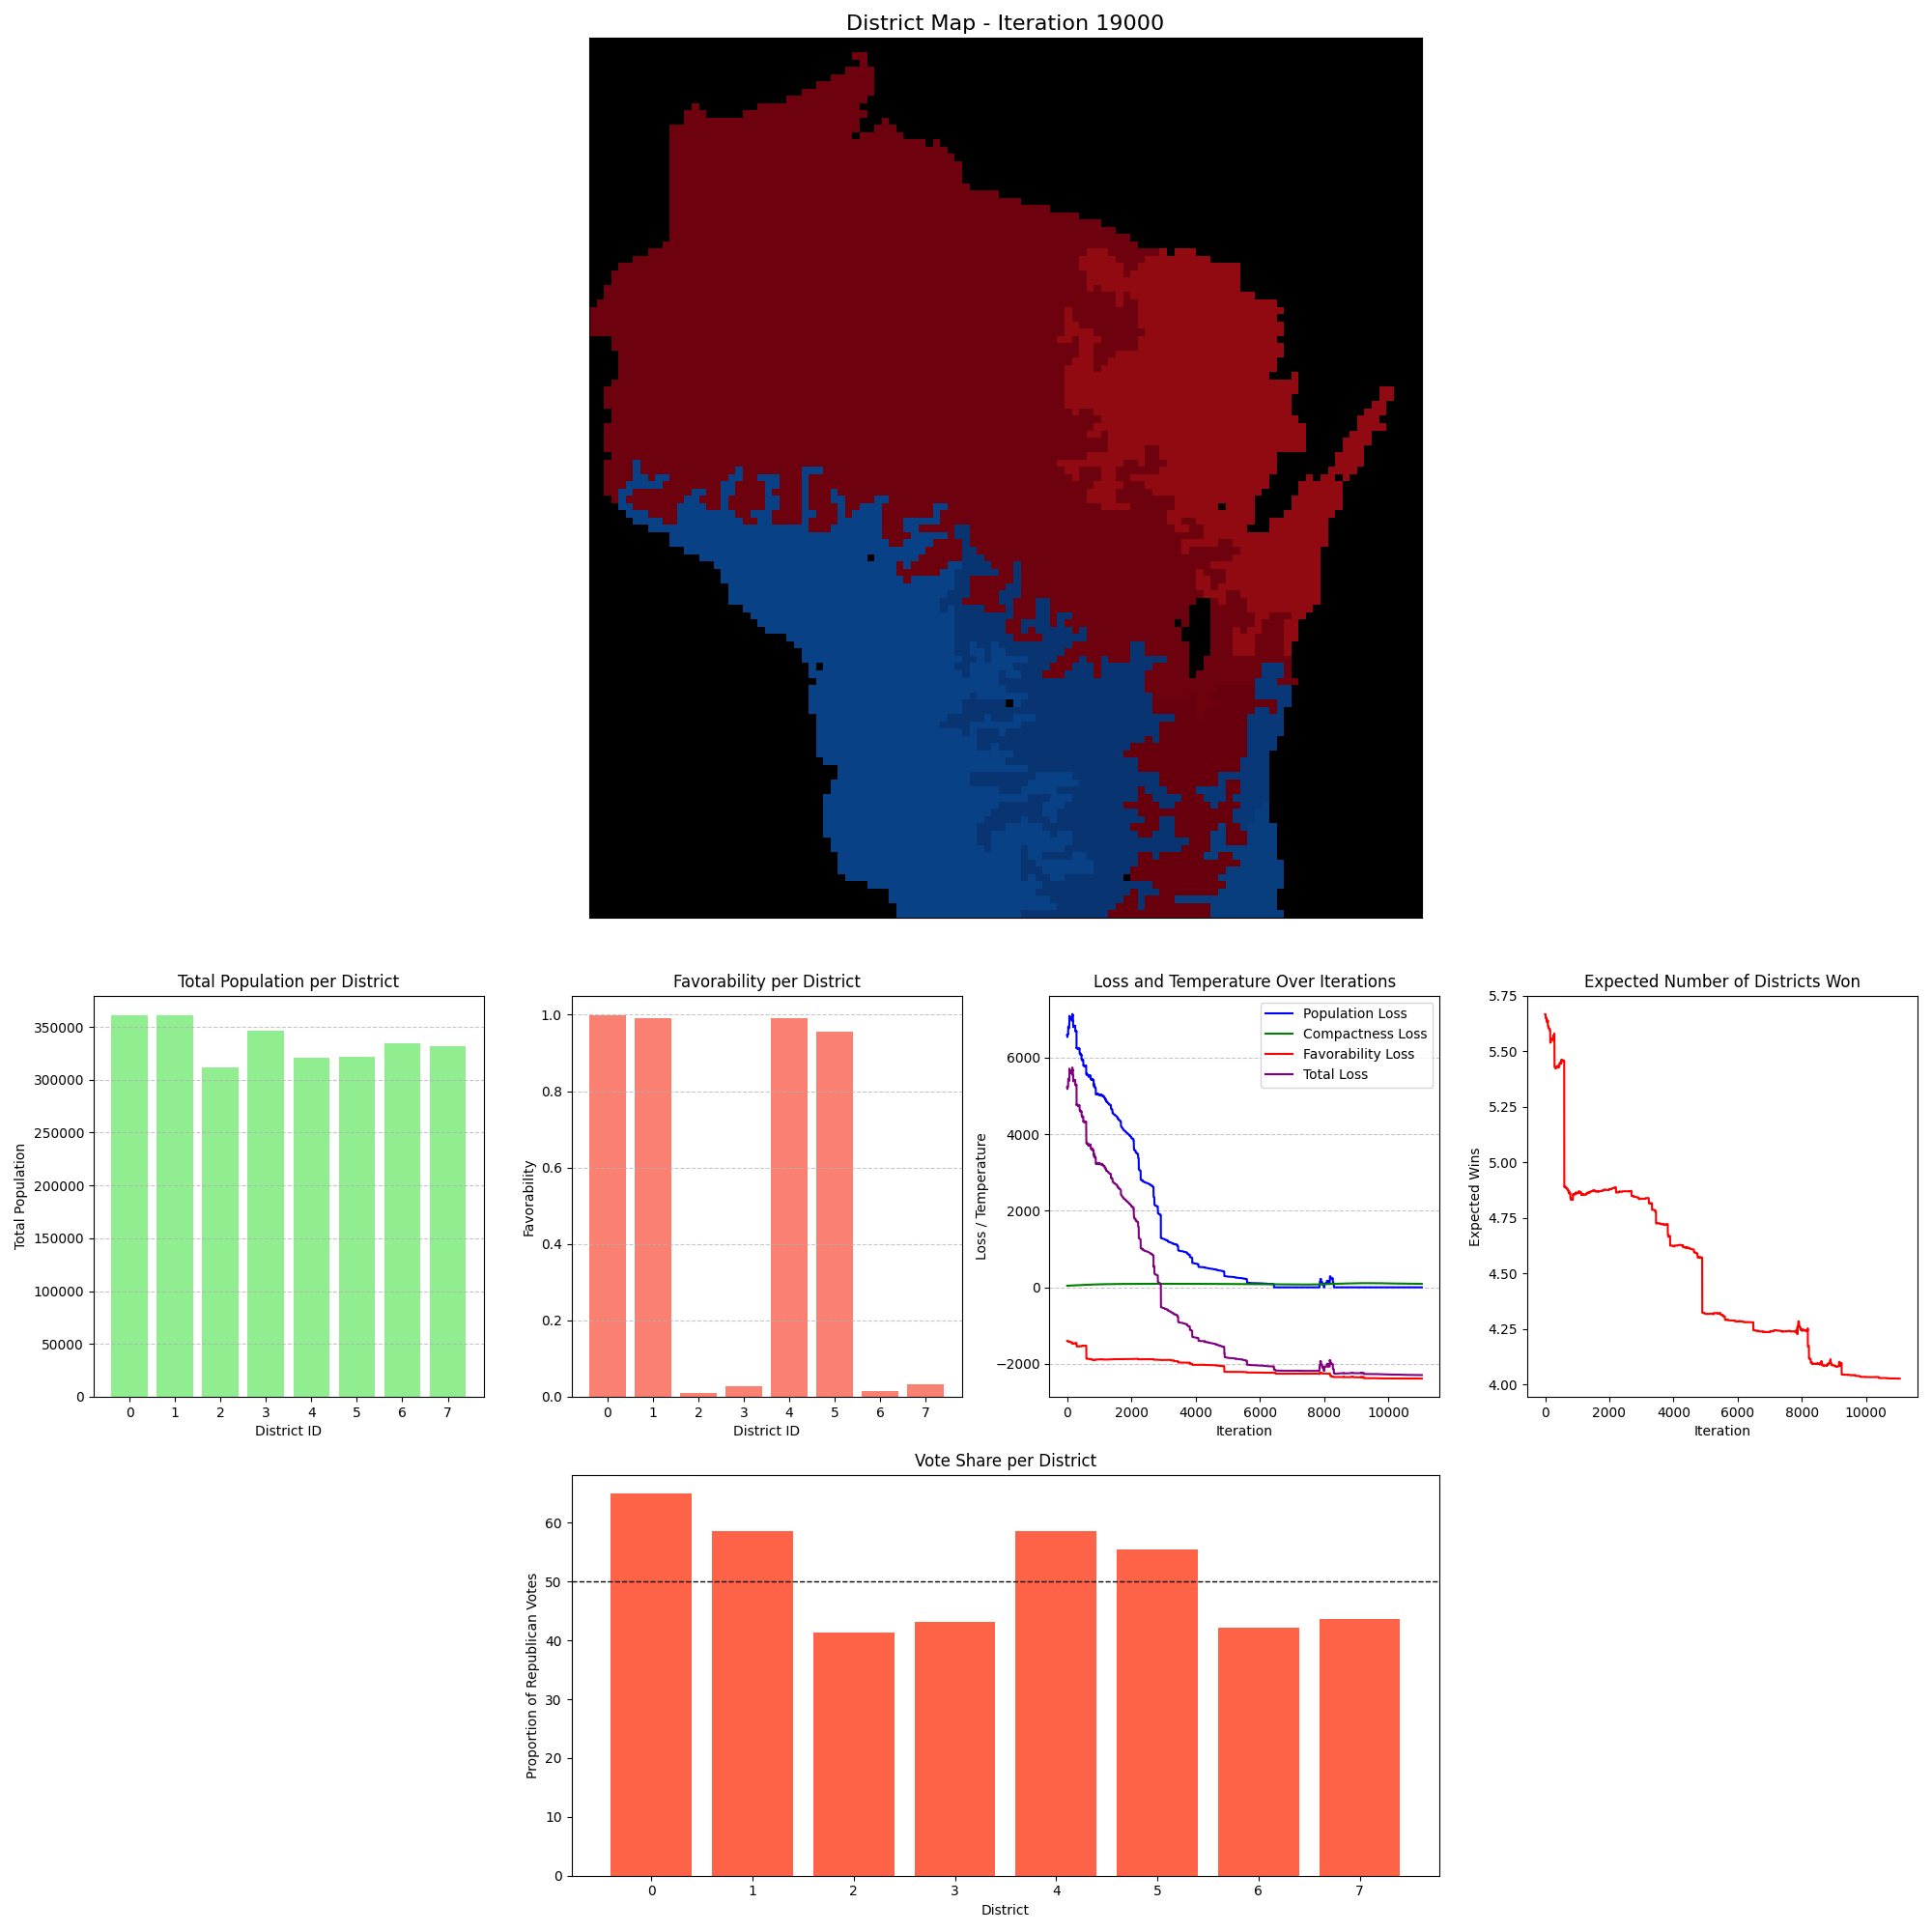 District Map - Iteration 19000
Total Population per District
Total Population
350000
300000
250000
200000
150000
100000
50000
0
0 1 2 3 4 5 6 7
District ID
Favorability per District
Favorability
1.0
0.8
0.6
0.4
0.2
0.0
0 1 2 3 4 5 6 7
District ID
Loss and Temperature Over Iterations
Loss / Temperature
6000
4000
2000
0
−2000
Population Loss
Compactness Loss
Favorability Loss
Total Loss
0 2000 4000 6000 8000 10000
Iteration
Expected Number of Districts Won
Expected Wins
5.75
5.50
5.25
5.00
4.75
4.50
4.25
4.00
0 2000 4000 6000 8000 10000
Iteration
Vote Share per District
Proportion of Republican Votes
60
50
40
30
20
10
0
0 1 2 3 4 5 6 7
District